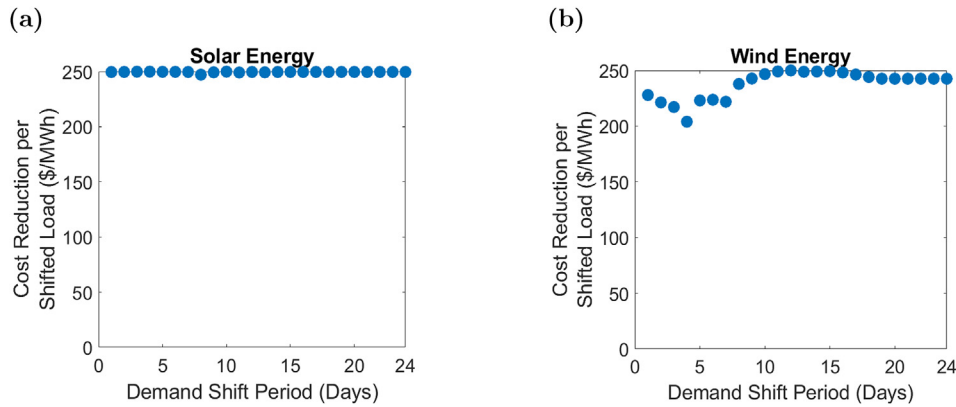 (a)
Solar Energy
250
200
150
100
50
0
0 5 10 15 20 24
Demand Shift Period (Days)
Cost Reduction per
Shifted Load ($/MWh)
(b)
Wind Energy
250
200
150
100
50
0
0 5 10 15 20 24
Demand Shift Period (Days)
Cost Reduction per
Shifted Load ($/MWh)